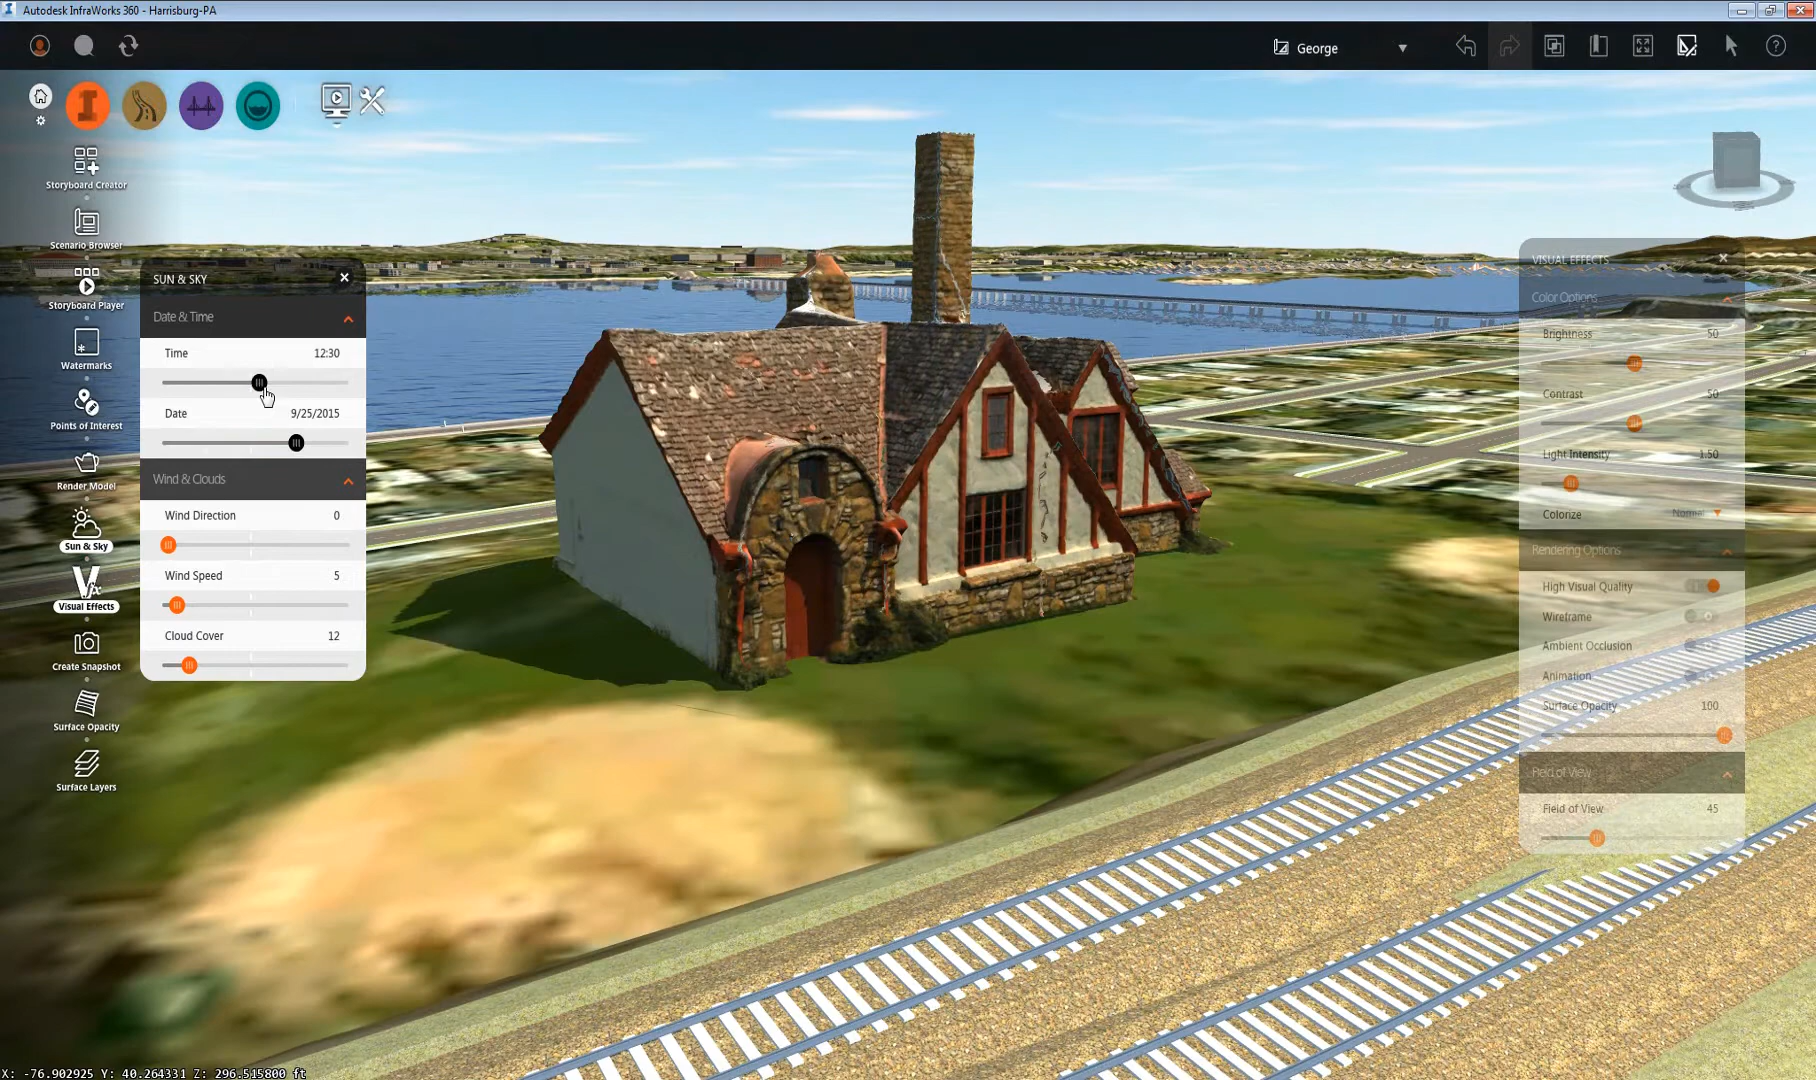 Autodesk InfraWorks 360 - Harrisburg-PA
George
Storyboard Creator
Scenario Browser
Storyboard Player
Watermarks
Points of Interest
Render Model
Sun & Sky
Visual Effects
Create Snapshot
Surface Opacity
Surface Layers
SUN & SKY
Date & Time
Time 12:30
Date 9/25/2015
Wind & Clouds
Wind Direction 0
Wind Speed 5
Cloud Cover 12
VISUAL EFFECTS
Color Options
Brightness 50
Contrast 50
Light Intensity 1.50
Colorize Normal
Rendering Options
High Visual Quality
Wireframe
Ambient Occlusion
Animation
Surface Opacity 100
Field of View
Field of View 45
X: -76.902925 Y: 40.264331 Z: 296.515800 ft